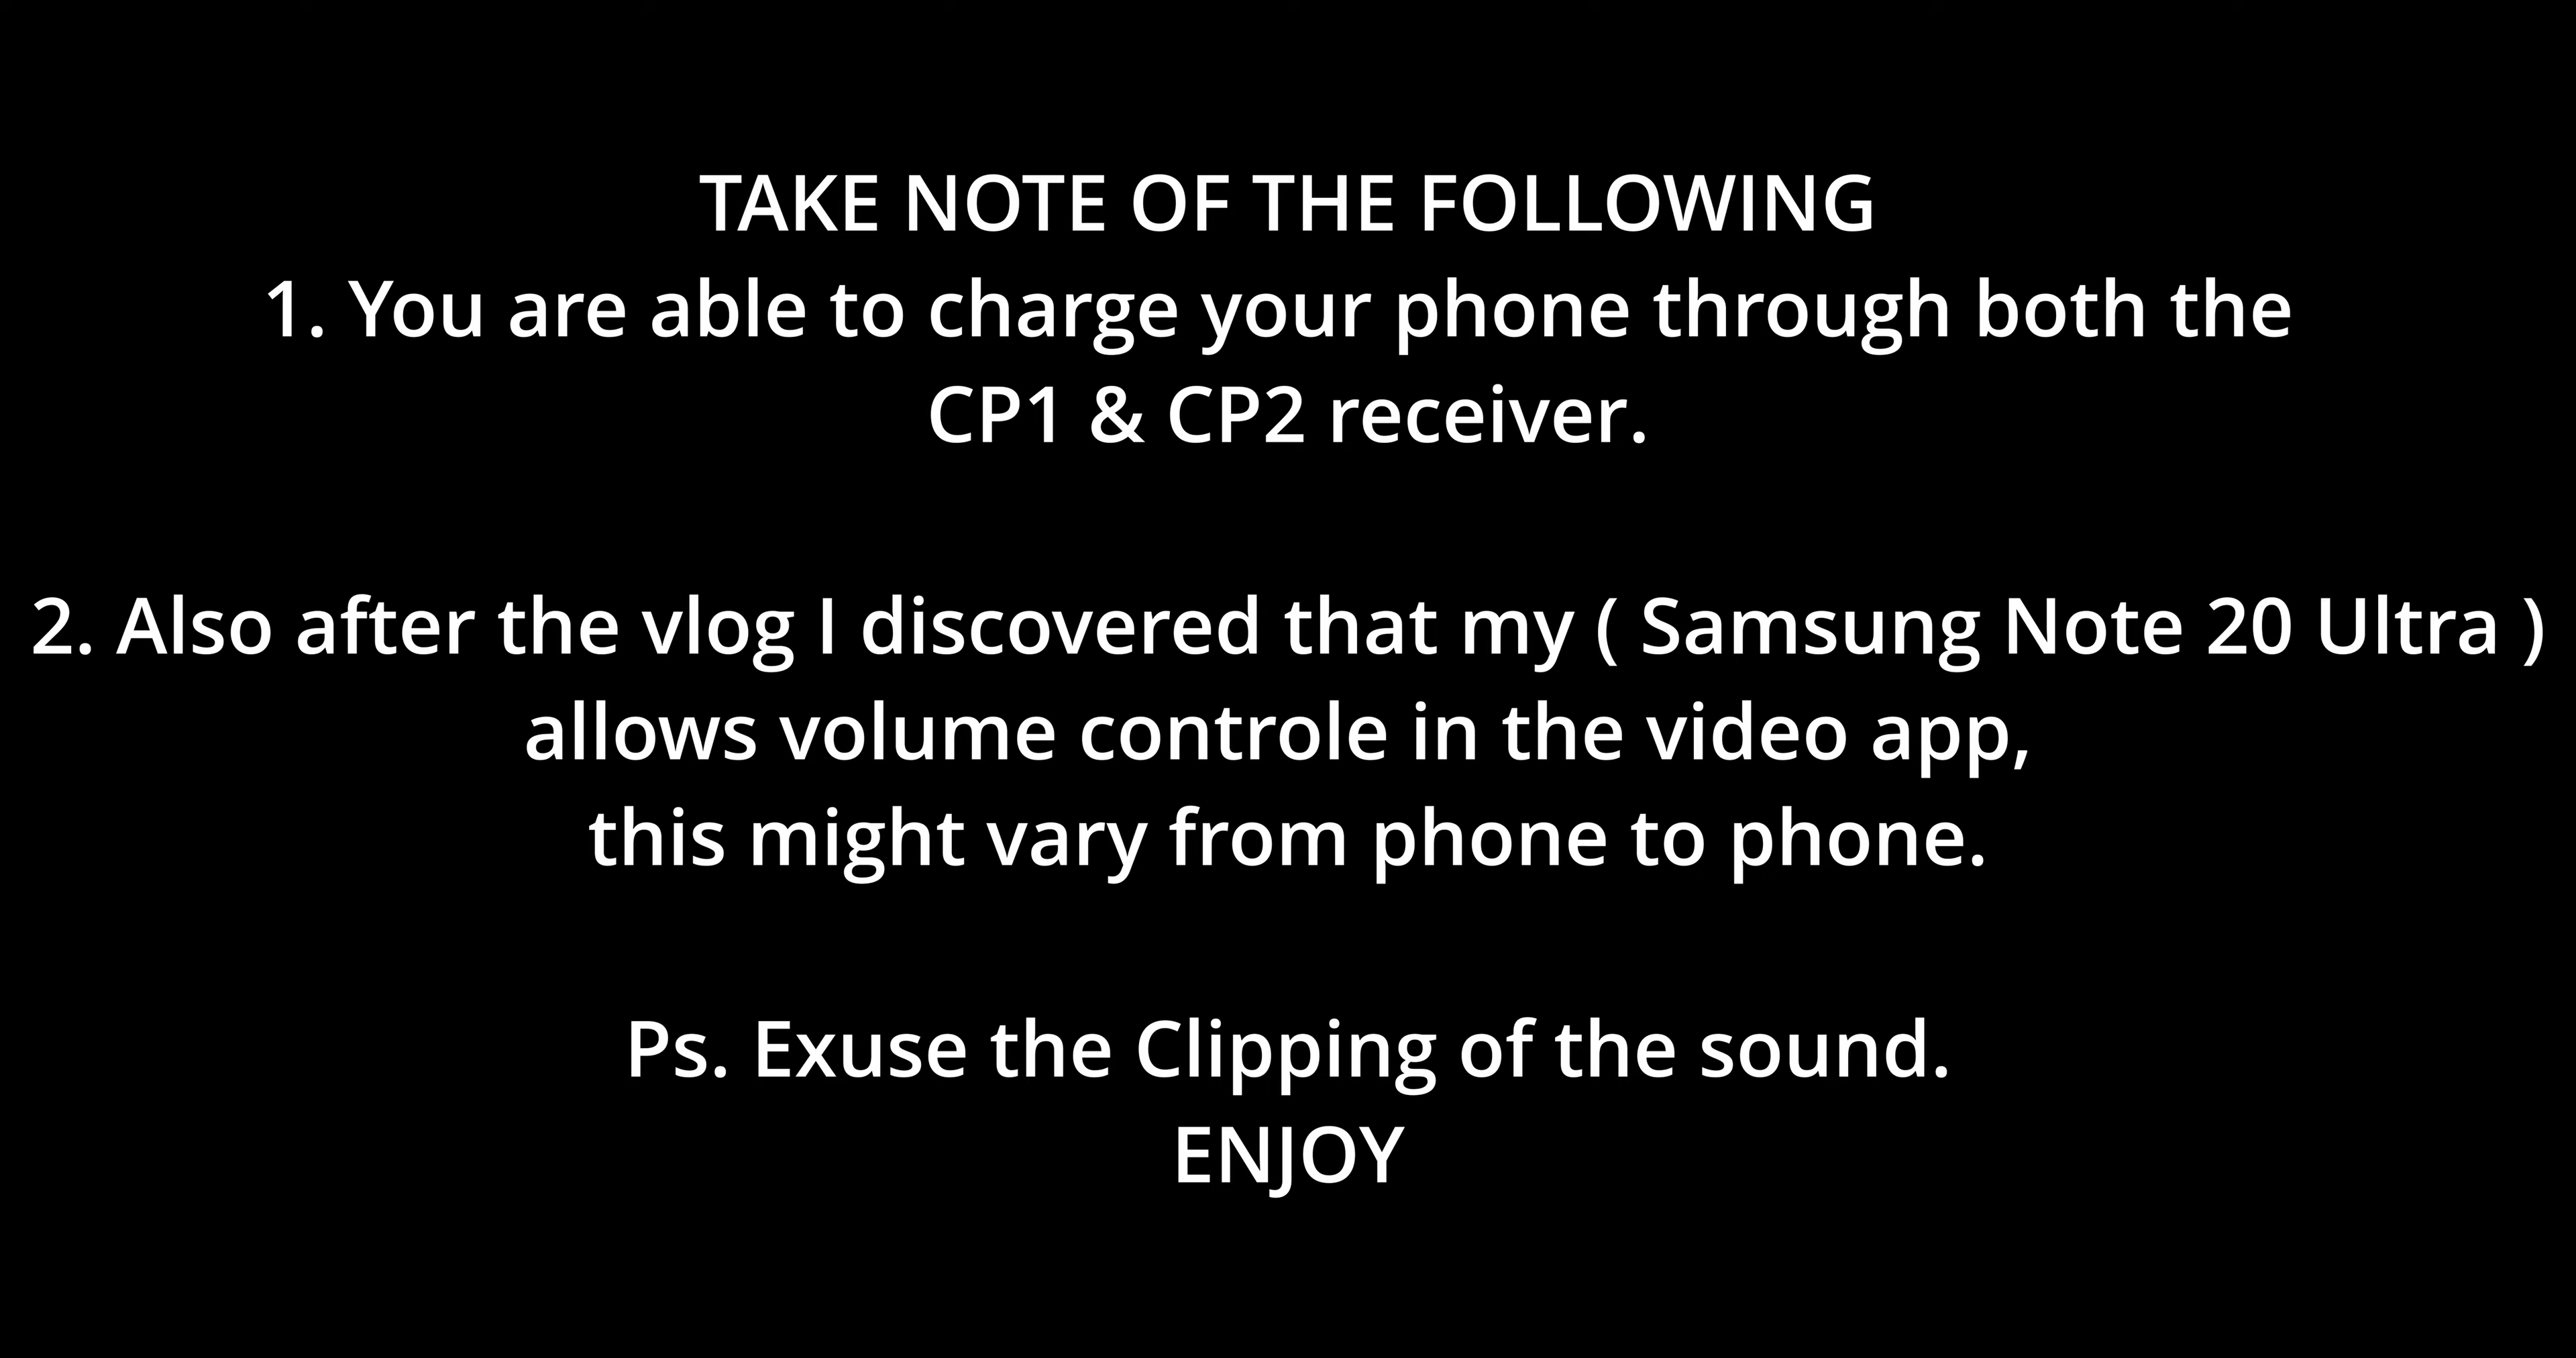 TAKE NOTE OF THE FOLLOWING
1. You are able to charge your phone through both the
CP1 & CP2 receiver.
2. Also after the vlog I discovered that my ( Samsung Note 20 Ultra )
allows volume controle in the video app,
this might vary from phone to phone.
Ps. Exuse the Clipping of the sound.
ENJOY